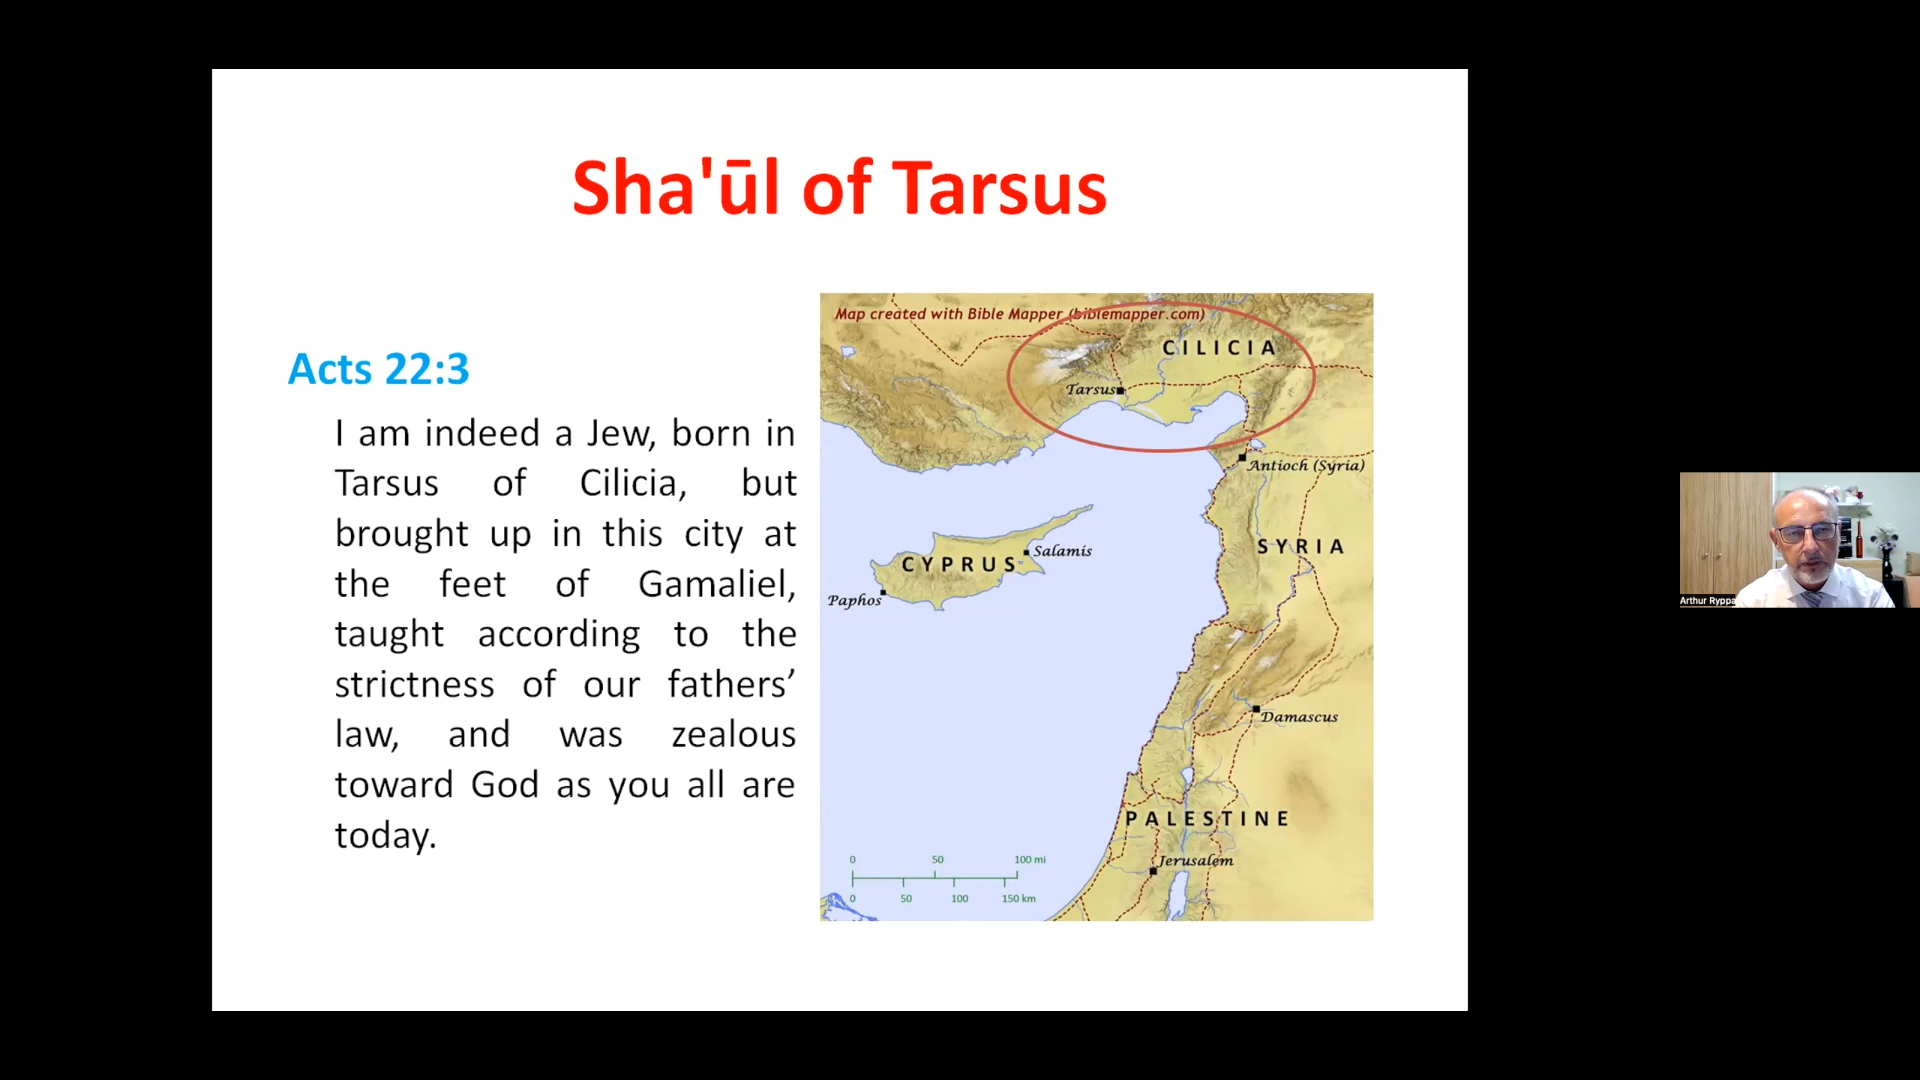 Sha'ūl of Tarsus
Acts 22:3
I am indeed a Jew, born in
Tarsus of Cilicia, but
brought up in this city at
the feet of Gamaliel,
taught according to the
strictness of our fathers’
law, and was zealous
toward God as you all are
today.
Map created with Bible Mapper (biblemapper.com)
CILICIA
Tarsus
Antioch (Syria)
SYRIA
CYPRUS
Salamis
Paphos
Damascus
PALESTINE
Jerusalem
0 50 100 mi
0 50 100 150 km
Arthur Ryppa